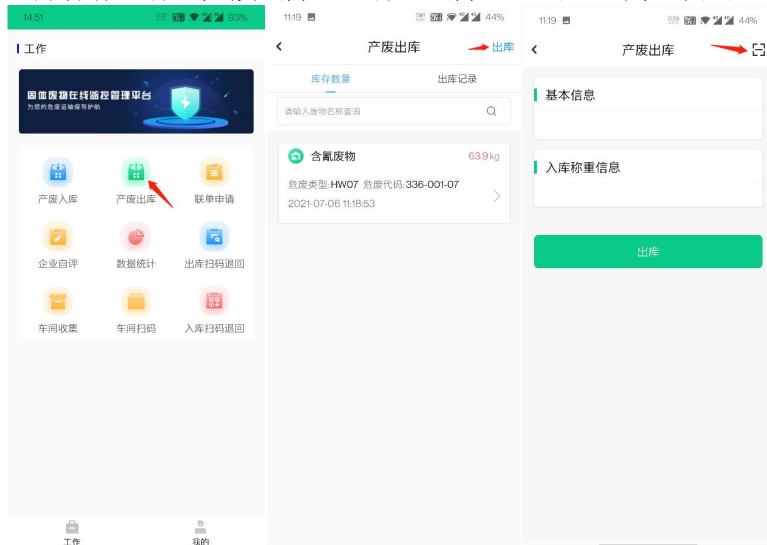 14:51
93%
工作
固体废物在线监控管理平台
为您的危废运输保驾护航
产废入库
产废出库
联单申请
企业自评
数据统计
出库扫码退回
车间收集
车间扫码
入库扫码退回
工作
我的
11:19
44%
产废出库
出库
库存数量
出库记录
请输入废物名称查询
含氰废物
63.9 kg
危废类型:HW07 危废代码:336-001-07
2021-07-06 11:18:53
11:19
44%
产废出库
基本信息
入库称重信息
出库